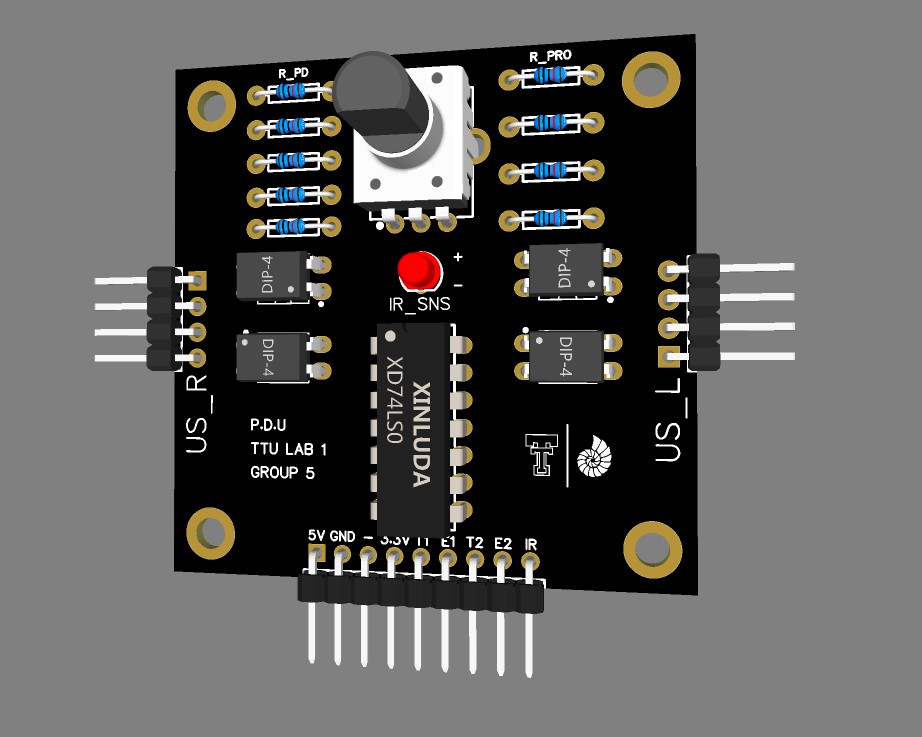 R_PD
R_PRO
DIP-4
DIP-4
+
-
IR_SNS
DIP-4
DIP-4
XINLUDA
XD74LS0
US_R
US_L
P.D.U
TTU LAB 1
GROUP 5
5V GND - 3.3V T1 E1 T2 E2 IR